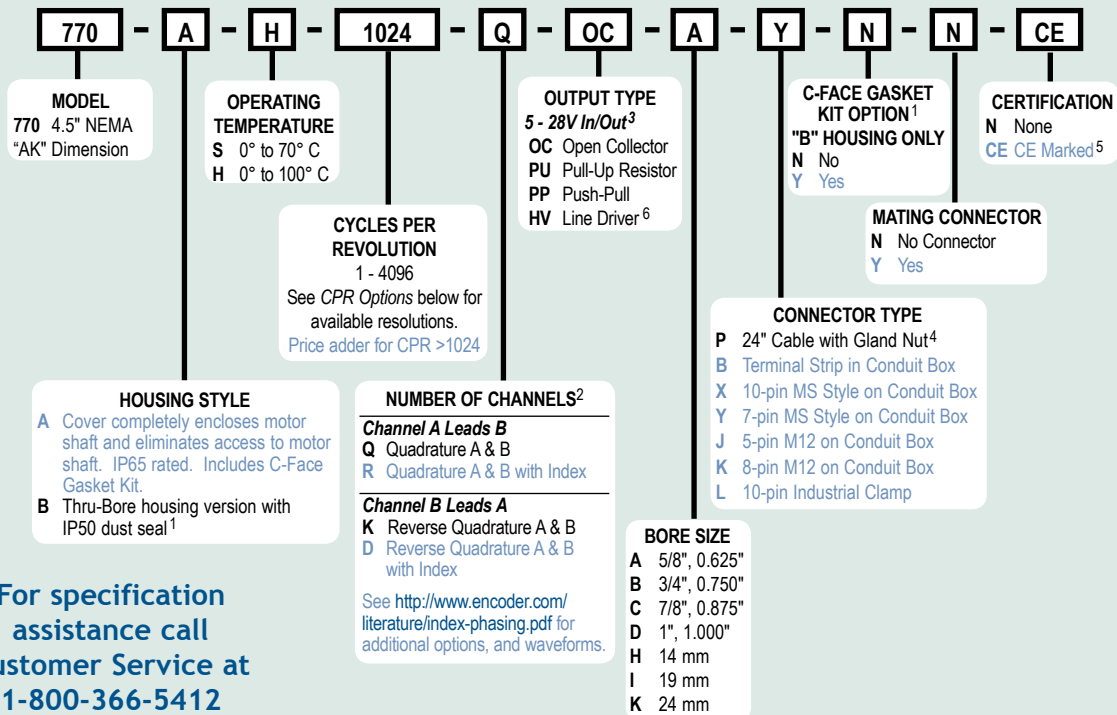 770 - A - H - 1024 - Q - OC - A - Y - N - N - CE
MODEL
770 4.5" NEMA
“AK” Dimension
OPERATING
TEMPERATURE
S 0° to 70° C
H 0° to 100° C
OUTPUT TYPE
5 - 28V In/Out3
OC Open Collector
PU Pull-Up Resistor
PP Push-Pull
HV Line Driver 6
C-FACE GASKET
KIT OPTION1
"B" HOUSING ONLY
N No
Y Yes
CERTIFICATION
N None
CE CE Marked5
CYCLES PER
REVOLUTION
1 - 4096
See CPR Options below for
available resolutions.
Price adder for CPR >1024
MATING CONNECTOR
N No Connector
Y Yes
CONNECTOR TYPE
P 24" Cable with Gland Nut4
B Terminal Strip in Conduit Box
X 10-pin MS Style on Conduit Box
Y 7-pin MS Style on Conduit Box
J 5-pin M12 on Conduit Box
K 8-pin M12 on Conduit Box
L 10-pin Industrial Clamp
HOUSING STYLE
A Cover completely encloses motor
shaft and eliminates access to motor
shaft. IP65 rated. Includes C-Face
Gasket Kit.
B Thru-Bore housing version with
IP50 dust seal1
NUMBER OF CHANNELS2
Channel A Leads B
Q Quadrature A & B
R Quadrature A & B with Index
Channel B Leads A
K Reverse Quadrature A & B
D Reverse Quadrature A & B
with Index
See http://www.encoder.com/
literature/index-phasing.pdf for
additional options, and waveforms.
BORE SIZE
A 5/8", 0.625"
B 3/4", 0.750"
C 7/8", 0.875"
D 1", 1.000"
H 14 mm
I 19 mm
K 24 mm
For specification
assistance call
ustomer Service at
1-800-366-5412